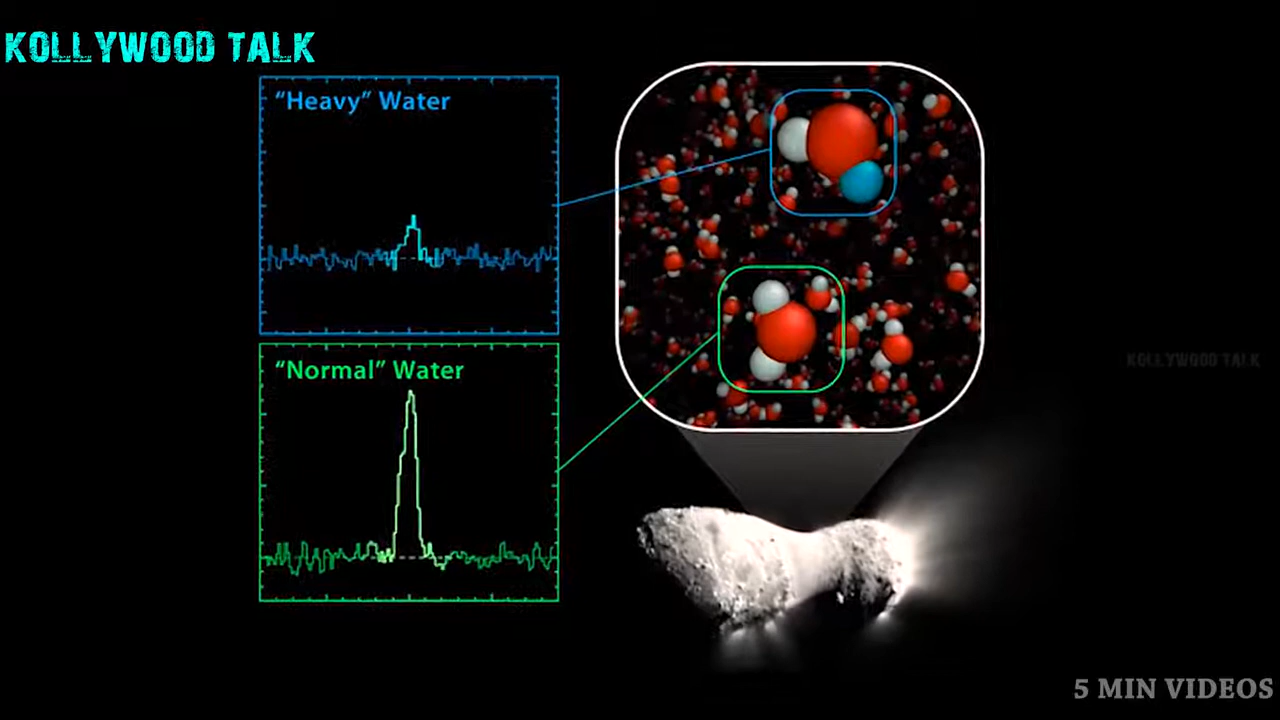 KOLLYWOOD TALK
“Heavy” Water
“Normal” Water
KOLLYWOOD TALK
5 MIN VIDEOS